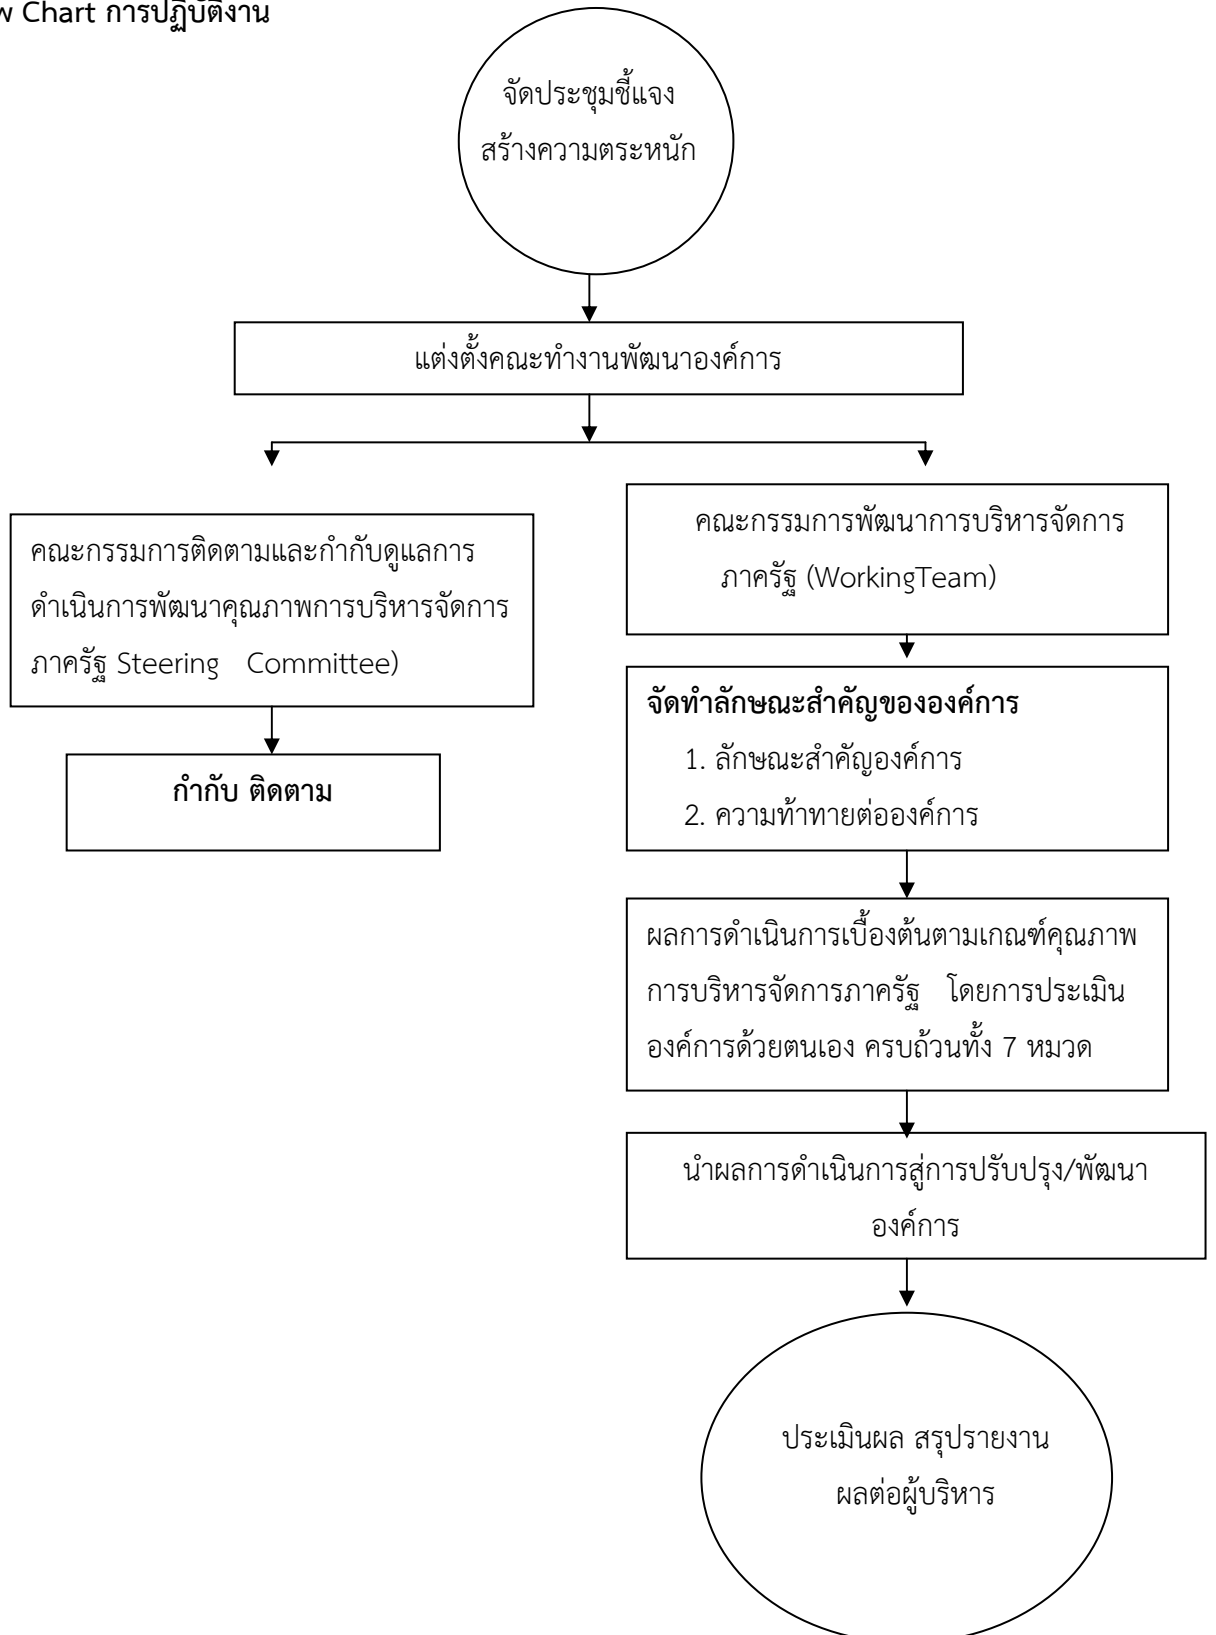 w Chart การปฏิบัติงาน
จัดประชุมชี้แจง
สร้างความตระหนัก
แต่งตั้งคณะทำงานพัฒนาองค์การ
คณะกรรมการติดตามและกำกับดูแลการ
ดำเนินการพัฒนาคุณภาพการบริหารจัดการ
ภาครัฐ Steering Committee)
กำกับ ติดตาม
คณะกรรมการพัฒนาการบริหารจัดการ
ภาครัฐ (WorkingTeam)
จัดทำลักษณะสำคัญขององค์การ
1. ลักษณะสำคัญองค์การ
2. ความท้าทายต่อองค์การ
ผลการดำเนินการเบื้องต้นตามเกณฑ์คุณภาพ
การบริหารจัดการภาครัฐ โดยการประเมิน
องค์การด้วยตนเอง ครบถ้วนทั้ง 7 หมวด
นำผลการดำเนินการสู่การปรับปรุง/พัฒนา
องค์การ
ประเมินผล สรุปรายงาน
ผลต่อผู้บริหาร